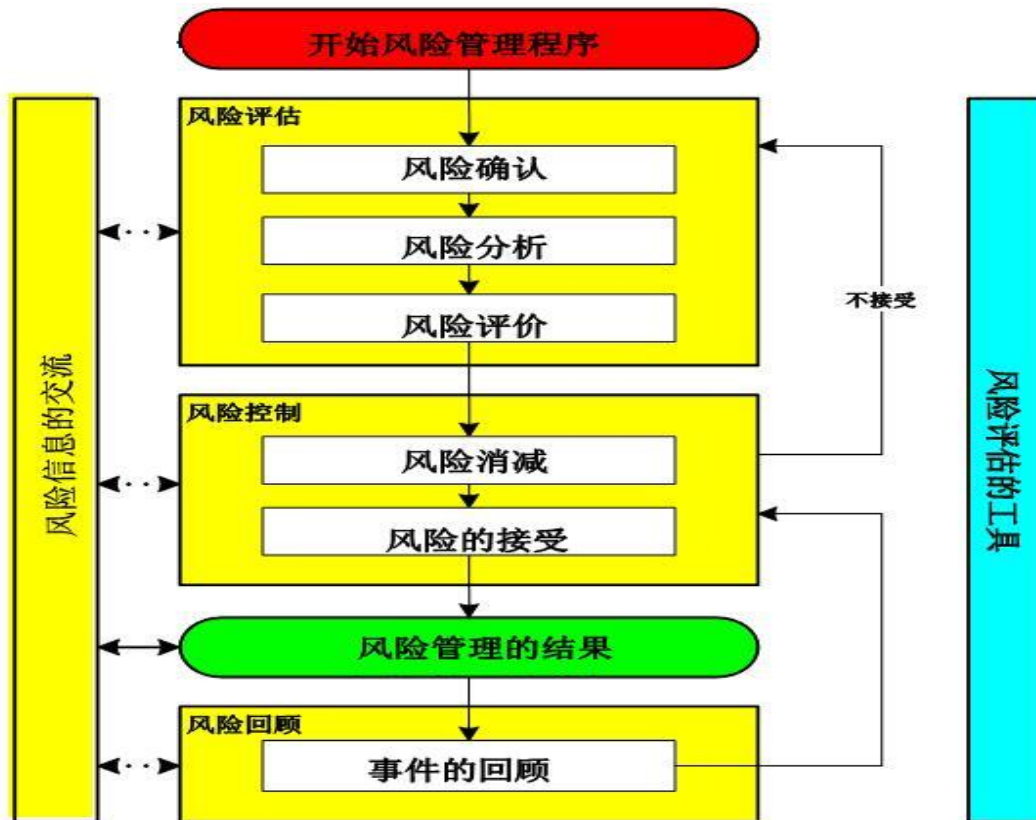 开始风险管理程序
风险评估
风险确认
风险分析
风险评价
不接受
风险控制
风险消减
风险的接受
风险管理的结果
风险回顾
事件的回顾
风险信息的交流
风险评估的工具